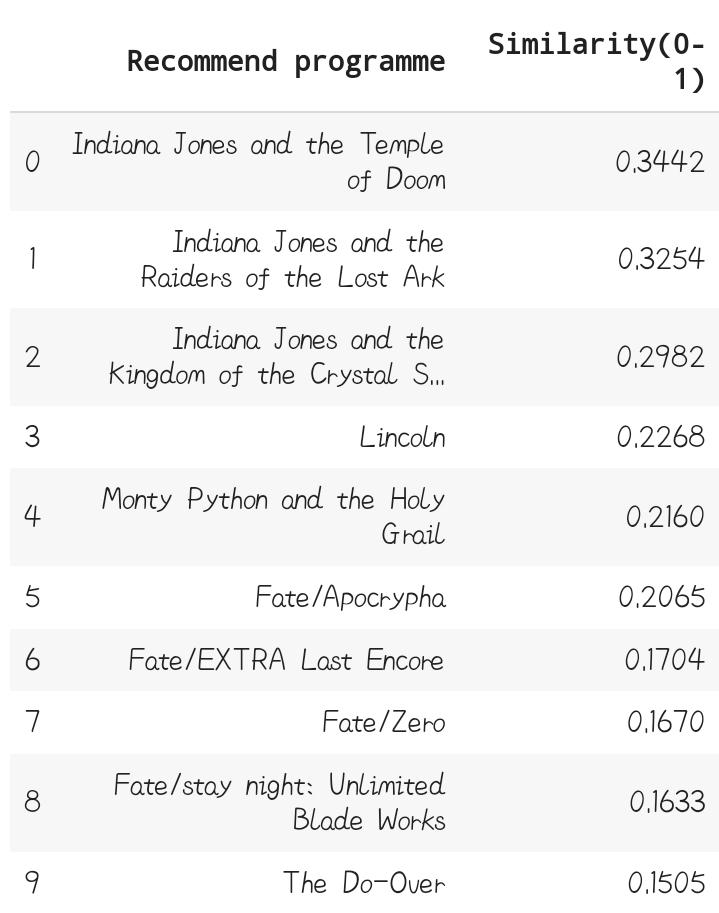 Recommend programme Similarity(0-
1)
0 Indiana Jones and the Temple
of Doom 0.3442
1 Indiana Jones and the
Raiders of the Lost Ark 0.3254
2 Indiana Jones and the
Kingdom of the Crystal S... 0.2982
3 Lincoln 0.2268
4 Monty Python and the Holy
Grail 0.2160
5 Fate/Apocrypha 0.2065
6 Fate/EXTRA Last Encore 0.1704
7 Fate/Zero 0.1670
8 Fate/stay night: Unlimited
Blade Works 0.1633
9 The Do-Over 0.1505